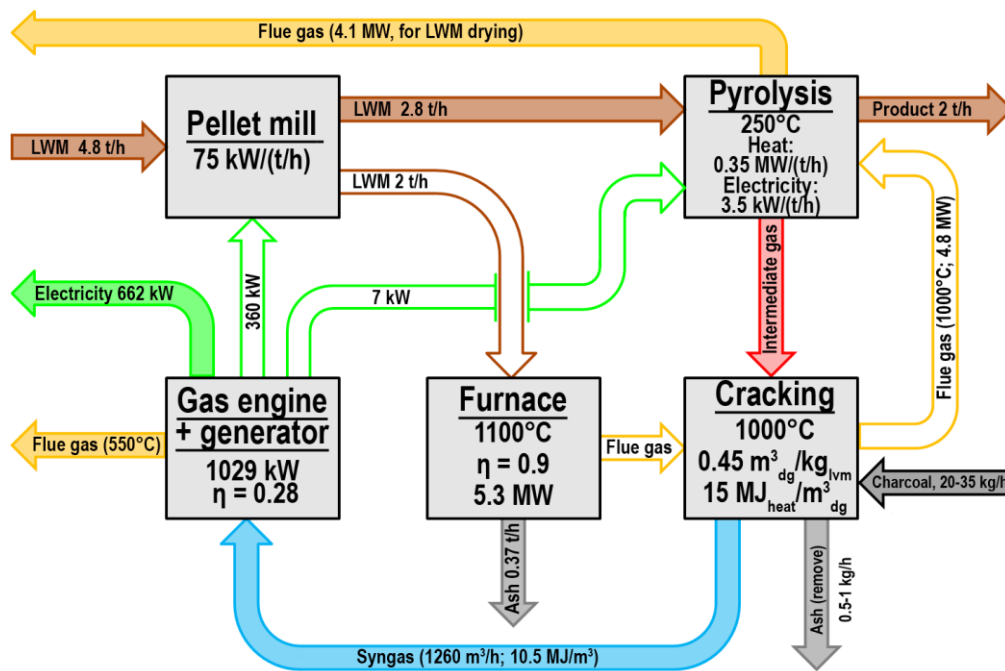 Flue gas (4.1 MW, for LWM drying)
Pellet mill
75 kW/(t/h)
LWM 4.8 t/h
LWM 2.8 t/h
LWM 2 t/h
Pyrolysis
250°C
Heat:
0.35 MW/(t/h)
Electricity:
3.5 kW/(t/h)
Product 2 t/h
Electricity 662 kW
360 kW
7 kW
Intermediate gas
Flue gas (1000°C; 4.8 MW)
Gas engine
+ generator
1029 kW
η = 0.28
Flue gas (550°C)
Furnace
1100°C
η = 0.9
5.3 MW
Flue gas
Cracking
1000°C
0.45 m³dg/kglvm
15 MJheat/m³dg
Charcoal, 20-35 kg/h
Ash 0.37 t/h
Ash (remove)
0.5-1 kg/h
Syngas (1260 m³/h; 10.5 MJ/m³)